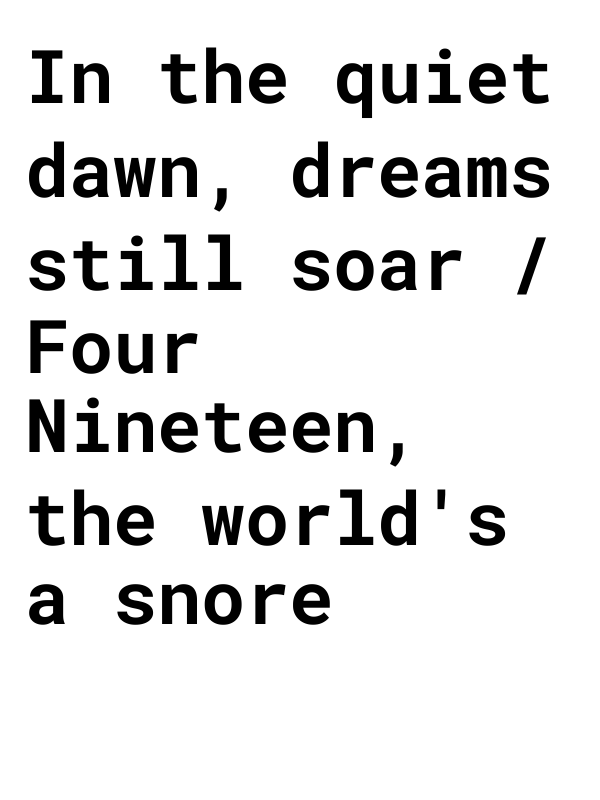 In the quiet
dawn, dreams
still soar /
Four
Nineteen,
the world's
a snore